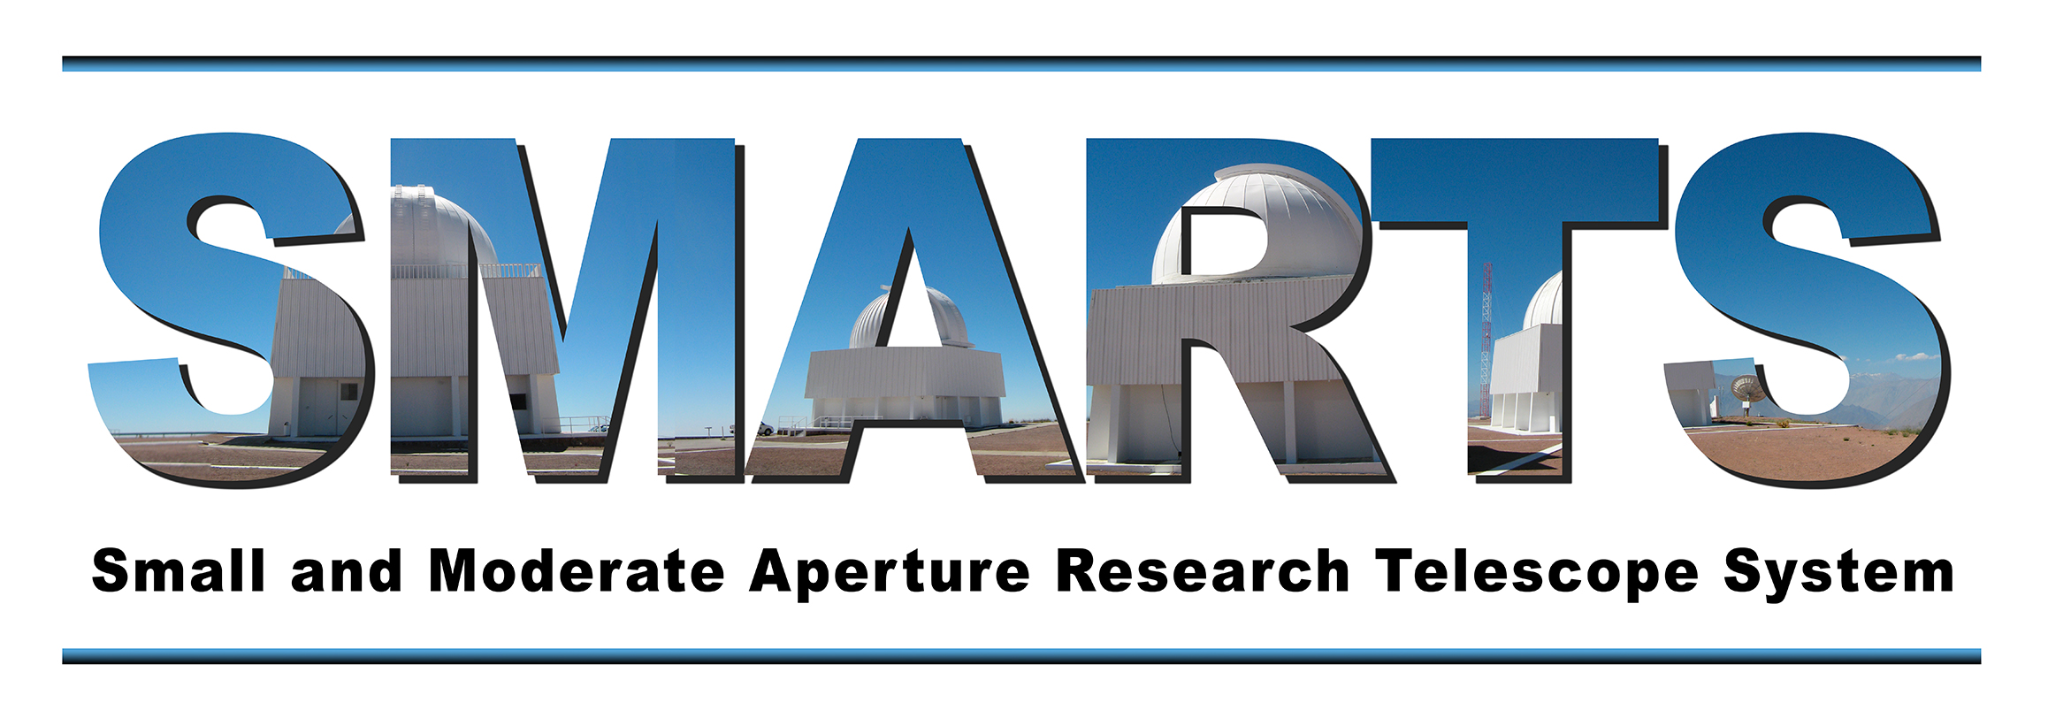 SMARTS
Small and Moderate Aperture Research Telescope System